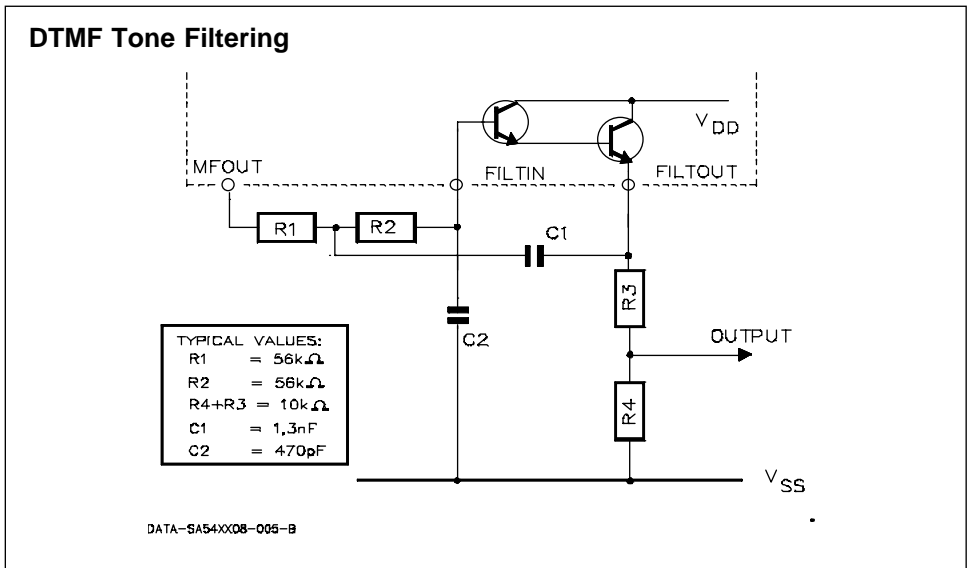 DTMF Tone Filtering
V DD
MFOUT
FILTIN
FILTOUT
R1
R2
C1
R3
C2
OUTPUT
R4
TYPICAL VALUES:
R1 = 56kΩ
R2 = 56kΩ
R4+R3 = 10kΩ
C1 = 1,3nF
C2 = 470pF
V SS
DATA-SA54XX08-005-B